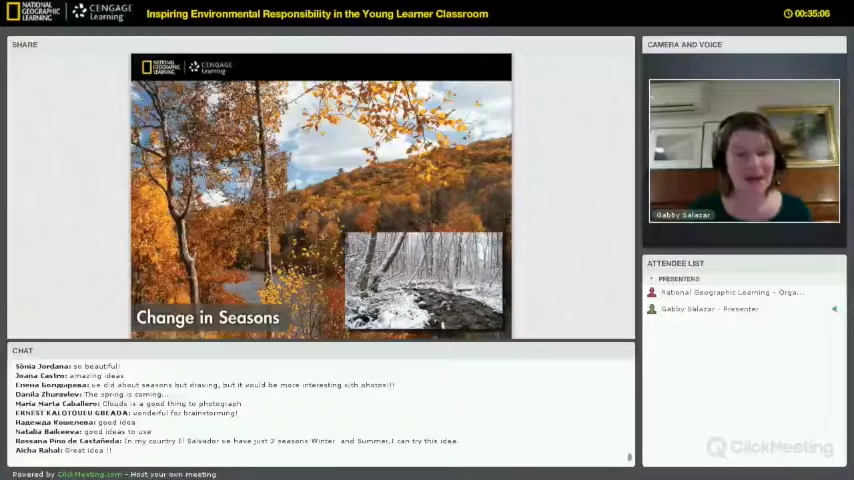 NATIONAL GEOGRAPHIC LEARNING
CENGAGE Learning
Inspiring Environmental Responsibility in the Young Learner Classroom
00:35:06
SHARE
NATIONAL GEOGRAPHIC LEARNING
CENGAGE Learning
Change in Seasons
CAMERA AND VOICE
Gabby Salazar
ATTENDEE LIST
PRESENTERS
National Geographic Learning - Orga...
Gabby Salazar - Presenter
CHAT
Sònia Jordana: so beautiful!
Joana Castro: amazing ideas
Елена Болдырева: we did about seasons but drawing, but it would be more interesting with photos!!!
Danila Zhuravlev: The spring is coming...
María Marta Caballero: Clouds is a good thing to photograph
ERNEST KALOTOUEU GBEADA: wonderful for brainstorming!
Надежда Кошелева: good idea
Natalia Baikeeva: good ideas to use
Rossana Pino de Castañeda: In my country El Salvador we have just 2 seasons Winter and Summer.I can try this idea.
Aicha Rahal: Great idea !!
ClickMeeting
Powered by ClickMeeting.com - Host your own meeting